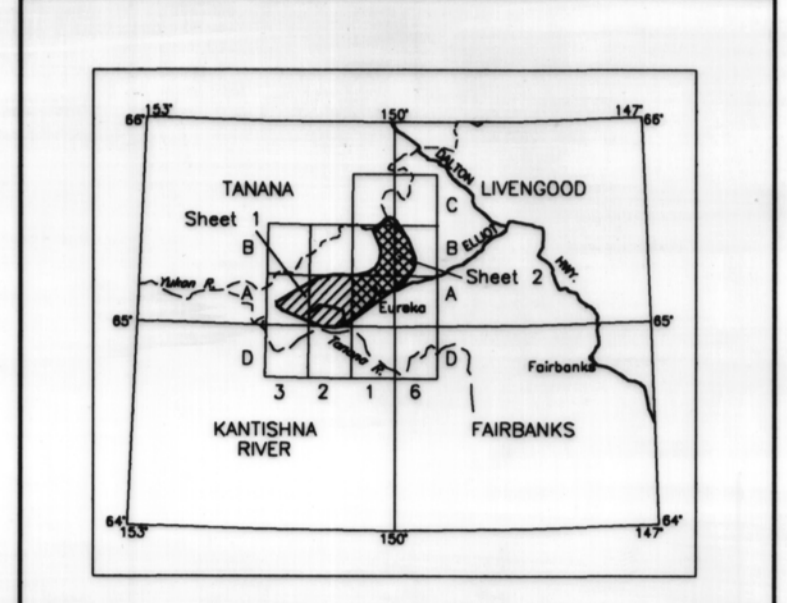 66° 153° 150° 147° 66°
DALTON
TANANA LIVENGOOD
C
Sheet 1
B B ELLIOT
HWY.
Sheet 2
Yukon R. A A
Eureka
65° 65°
Tanana R.
D D Fairbanks
3 2 1 6
KANTISHNA
RIVER
FAIRBANKS
64° 64°
153° 150° 147°